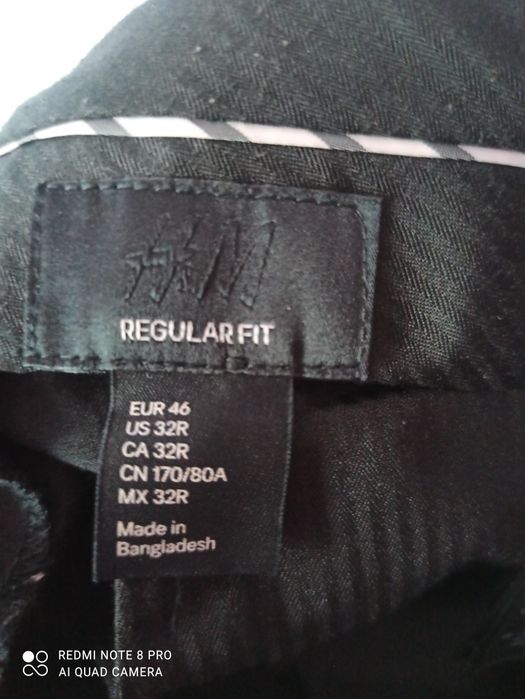 H&M
REGULAR FIT
EUR 46
US 32R
CA 32R
CN 170/80A
MX 32R
Made in
Bangladesh
REDMI NOTE 8 PRO
AI QUAD CAMERA